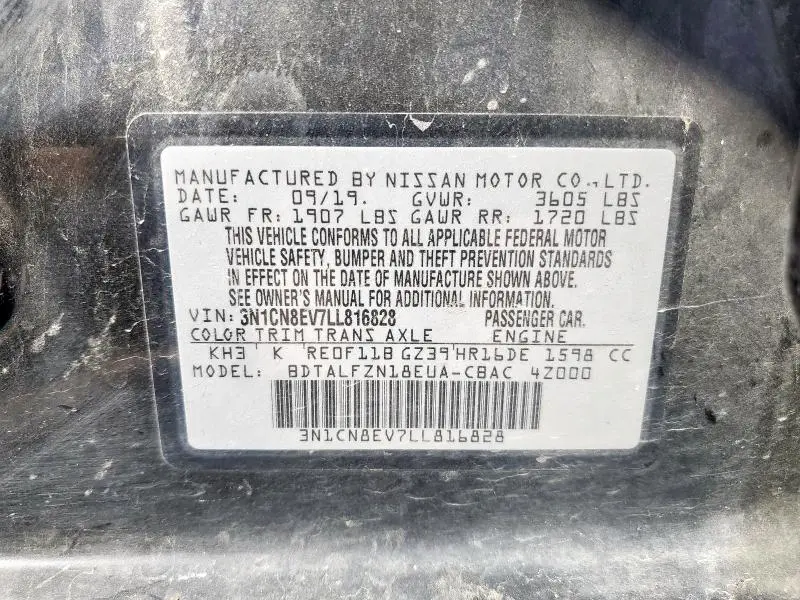 MANUFACTURED BY NISSAN MOTOR CO., LTD.
DATE: 09/19. GVWR: 3605 LBS
GAWR FR: 1907 LBS GAWR RR: 1720 LBS
THIS VEHICLE CONFORMS TO ALL APPLICABLE FEDERAL MOTOR
VEHICLE SAFETY, BUMPER AND THEFT PREVENTION STANDARDS
IN EFFECT ON THE DATE OF MANUFACTURE SHOWN ABOVE.
SEE OWNER'S MANUAL FOR ADDITIONAL INFORMATION.
VIN: 3N1CN8EV7LL816828 PASSENGER CAR.
COLOR TRIM TRANS AXLE ENGINE
KH3 K RE0F11B GZ39 HR16DE 1598 CC
MODEL: BDTALFZN18EUA-CBAC 4Z000
3N1CN8EV7LL816828